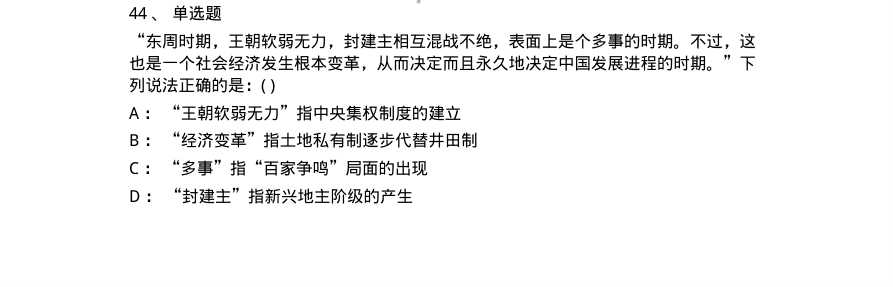 44 、 单选题
“东周时期，王朝软弱无力，封建主相互混战不绝，表面上是个多事的时期。不过，这
也是一个社会经济发生根本变革，从而决定而且永久地决定中国发展进程的时期。”下
列说法正确的是：( )
A： “王朝软弱无力”指中央集权制度的建立
B： “经济变革”指土地私有制逐步代替井田制
C： “多事”指“百家争鸣”局面的出现
D： “封建主”指新兴地主阶级的产生